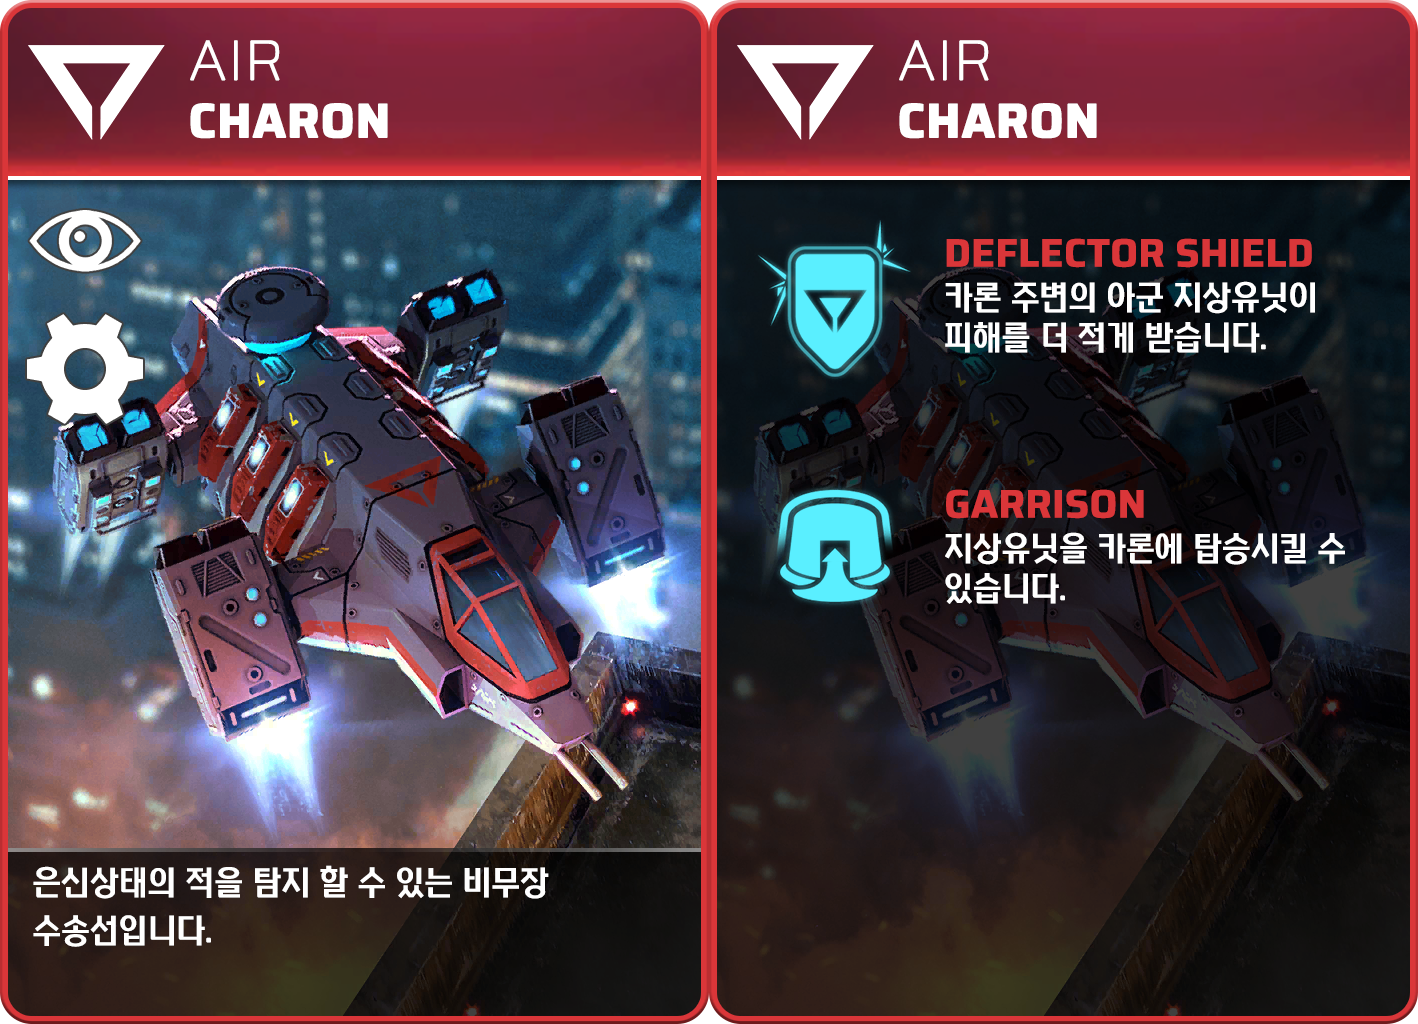 AIR
CHARON
은신상태의 적을 탐지 할 수 있는 비무장
수송선입니다.
AIR
CHARON
DEFLECTOR SHIELD
카론 주변의 아군 지상유닛이
피해를 더 적게 받습니다.
GARRISON
지상유닛을 카론에 탑승시킬 수
있습니다.